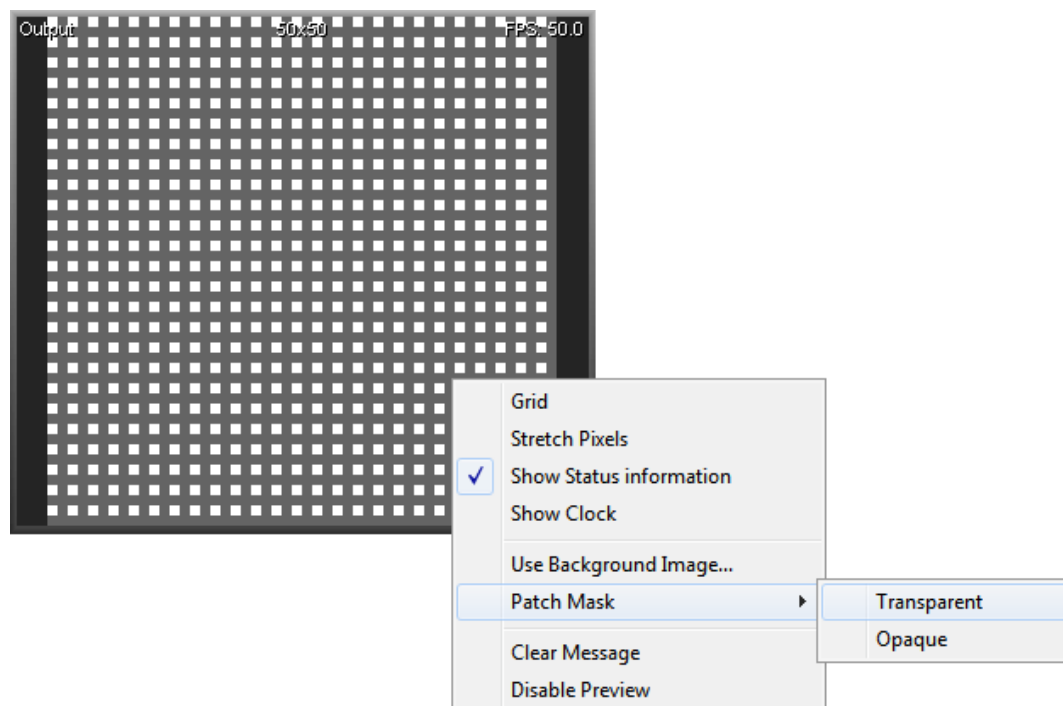 Output 50x50 FPS: 50.0
Grid
Stretch Pixels
Show Status information
Show Clock
Use Background Image...
Patch Mask
Transparent
Opaque
Clear Message
Disable Preview